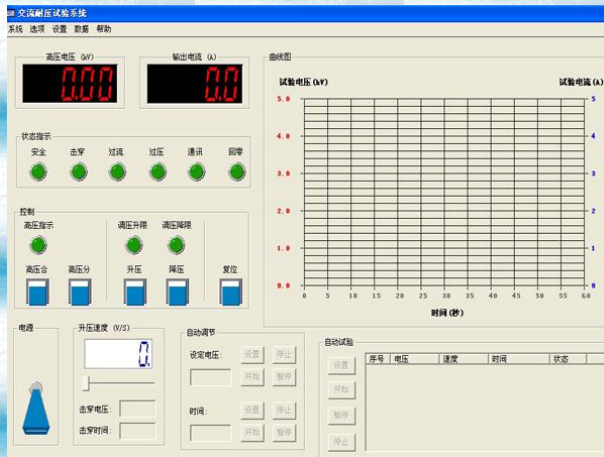 交流耐压试验系统
系统 选项 设置 数据 帮助
高压电压 (kV)
输出电流 (A)
0.00
0.0
状态指示
安全 击穿 过流 过压 通讯 回零
控制
高压指示 调压升限 调压降限
高压合 高压分 升压 降压 复位
电源
升压速度 (V/S)
0.
击穿电压:
击穿时间:
自动调节
设定电压: 设置 停止
开始 暂停
时间: 设置 停止
开始 暂停
曲线图
试验电压(kV) 试验电流(A)
5.0 5
4.0 4
3.0 3
2.0 2
1.0 1
0.0 0
0 5 10 15 20 25 30 35 40 45 50 55 60
时间(秒)
自动试验
设置
开始
暂停
停止
序号 电压 速度 时间 状态